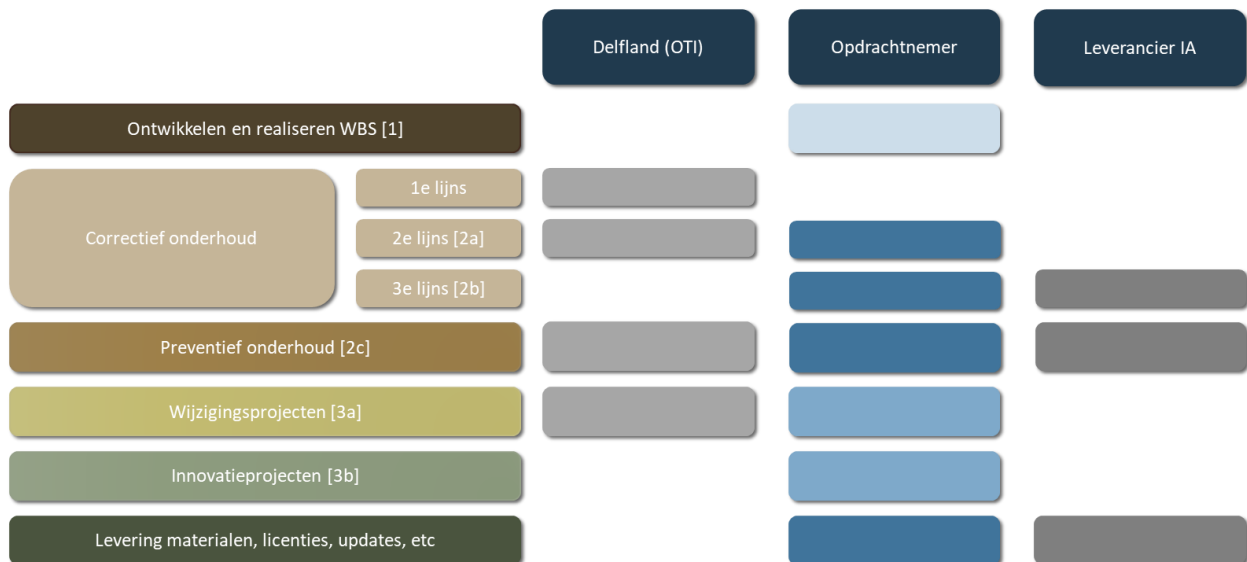 Delfland (OTI)
Opdrachtnemer
Leverancier IA
Ontwikkelen en realiseren WBS [1]
Correctief onderhoud
1e lijns
2e lijns [2a]
3e lijns [2b]
Preventief onderhoud [2c]
Wijzigingsprojecten [3a]
Innovatieprojecten [3b]
Levering materialen, licenties, updates, etc